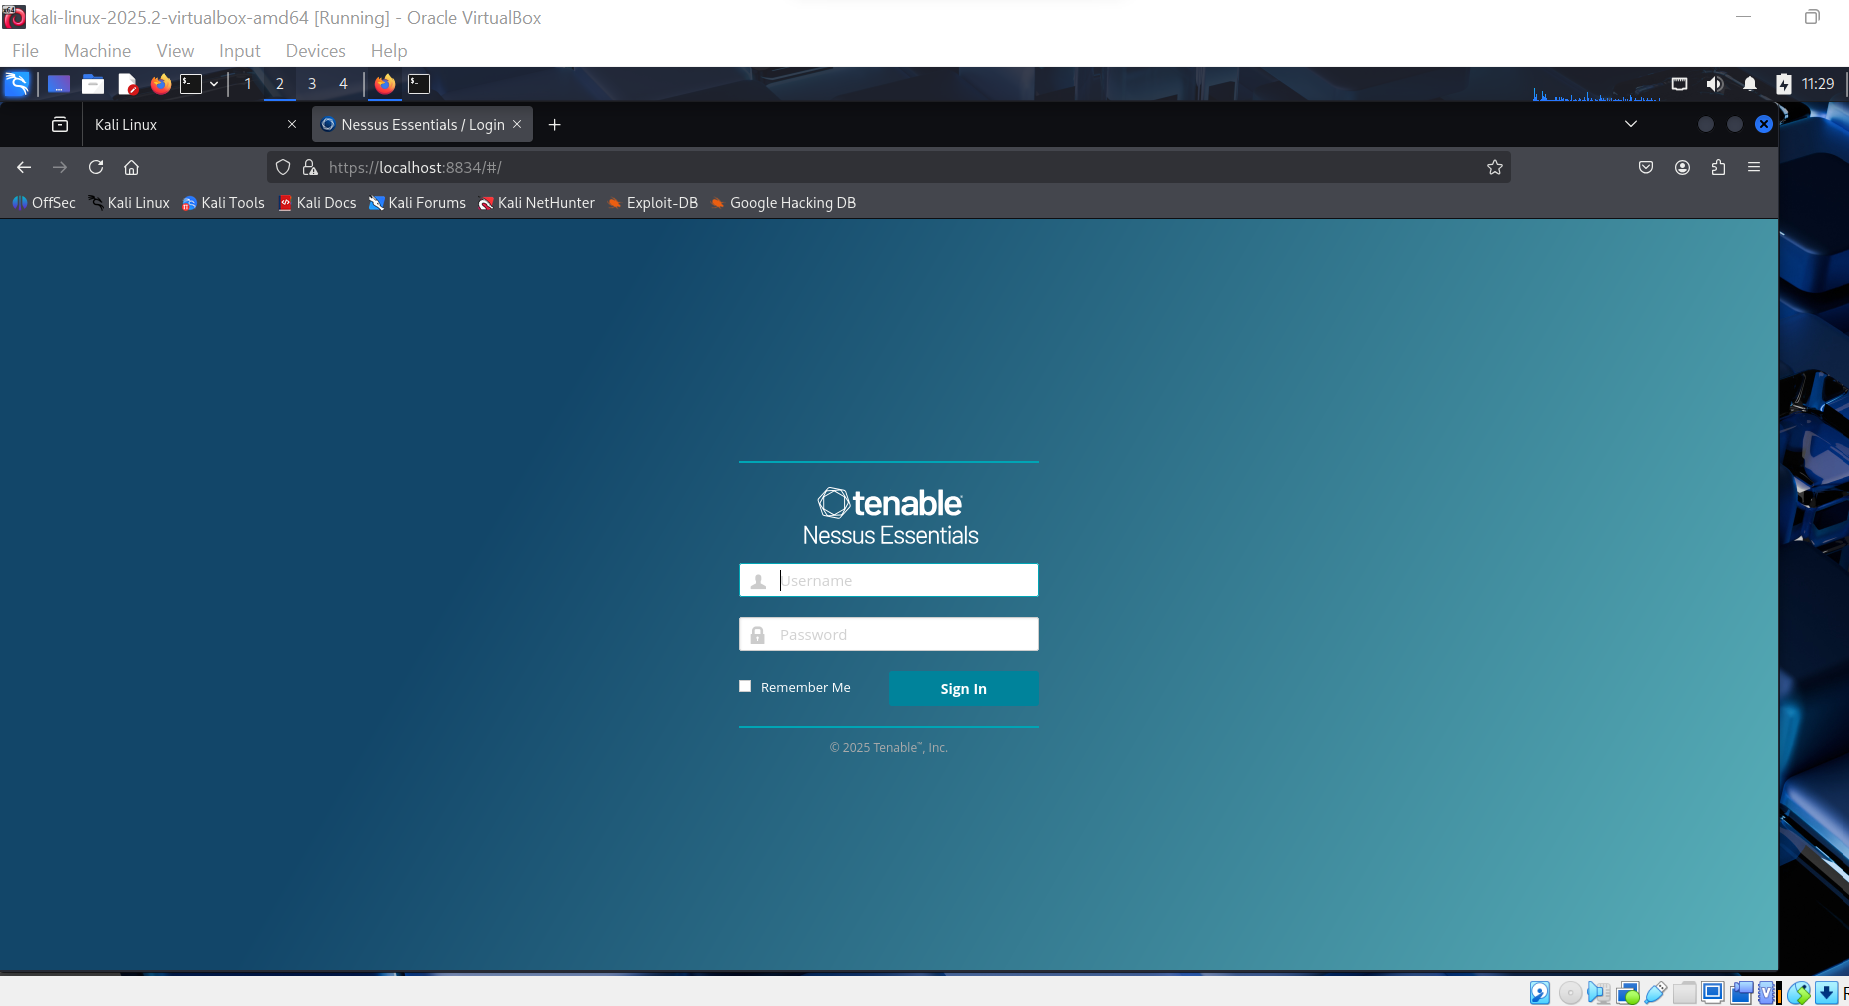 kali-linux-2025.2-virtualbox-amd64 [Running] - Oracle VirtualBox
File Machine View Input Devices Help
1 2 3 4 11:29
Kali Linux Nessus Essentials / Login
https://localhost:8834/#/
OffSec Kali Linux Kali Tools Kali Docs Kali Forums Kali NetHunter Exploit-DB Google Hacking DB
tenable
Nessus Essentials
Username
Password
Remember Me Sign In
© 2025 Tenable™, Inc.